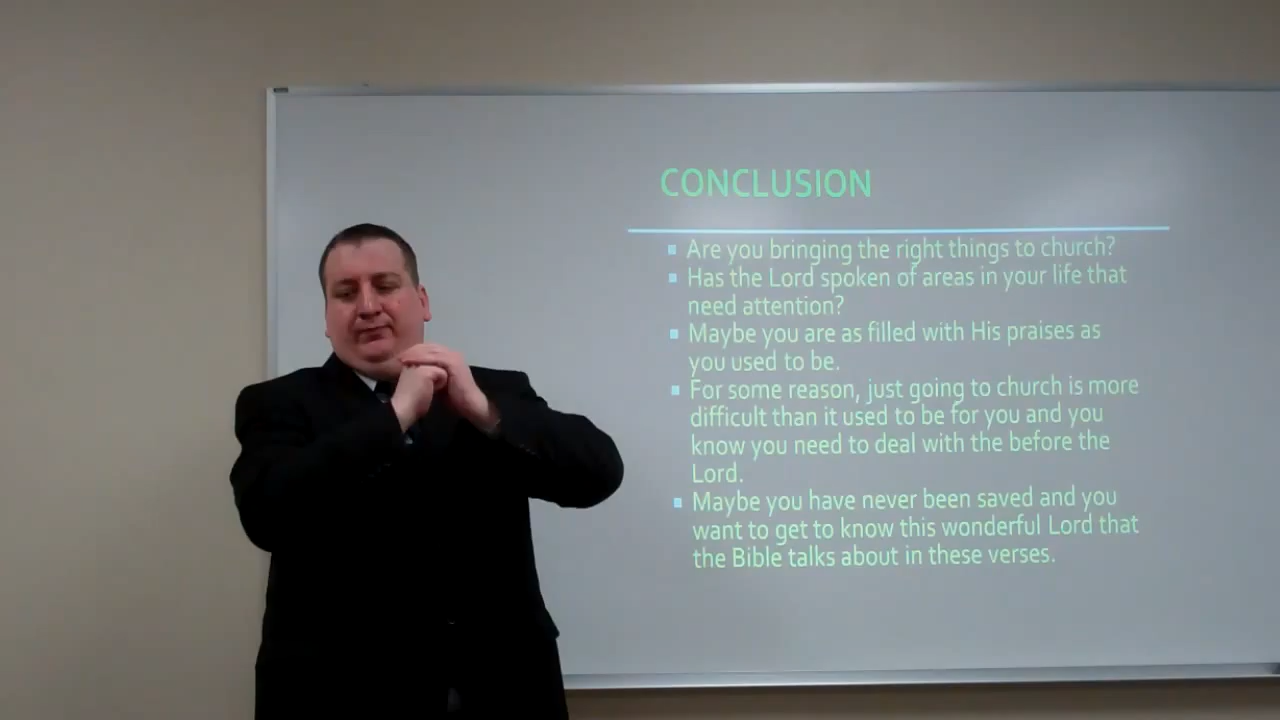 CONCLUSION
▪ Are you bringing the right things to church?
▪ Has the Lord spoken of areas in your life that
need attention?
▪ Maybe you are as filled with His praises as
you used to be.
▪ For some reason, just going to church is more
difficult than it used to be for you and you
know you need to deal with the before the
Lord.
▪ Maybe you have never been saved and you
want to get to know this wonderful Lord that
the Bible talks about in these verses.